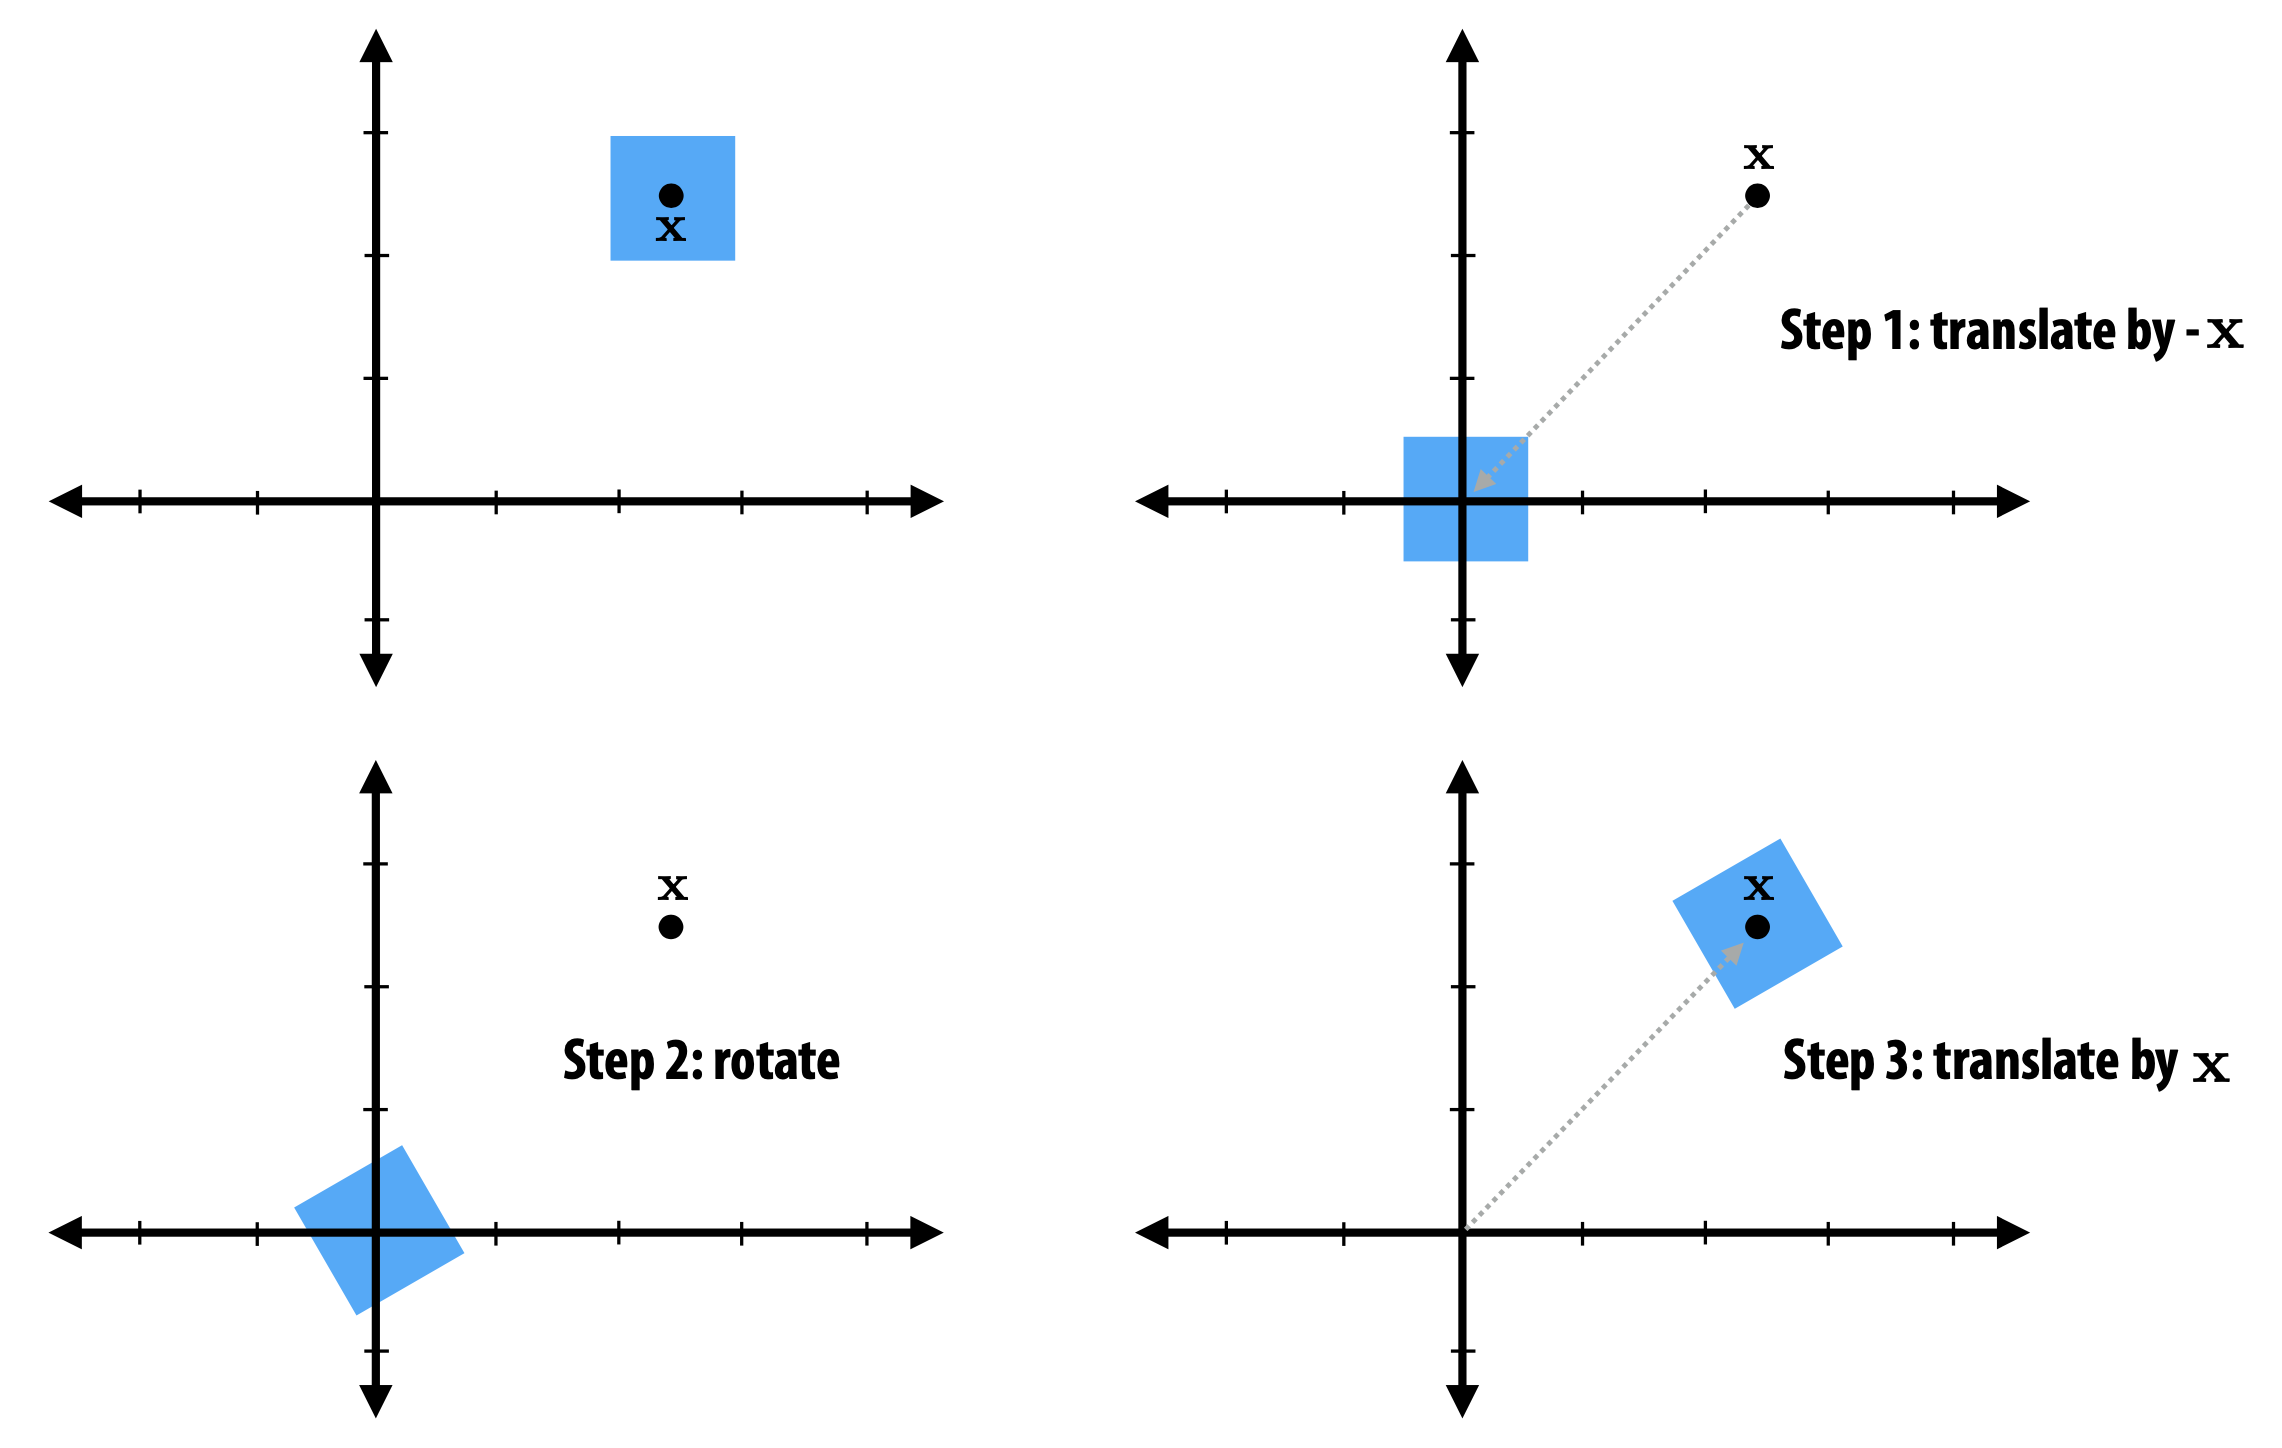 x
x
Step 1: translate by -x
x
Step 2: rotate
x
Step 3: translate by x